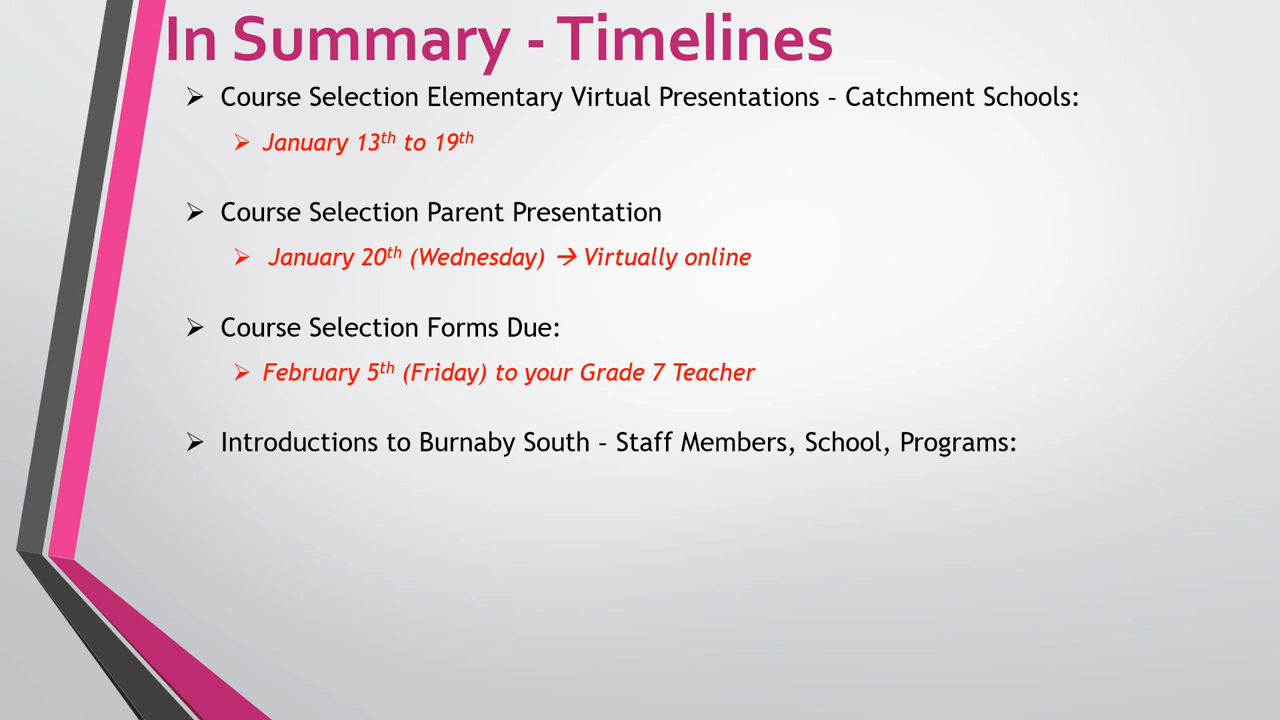 In Summary - Timelines
➢ Course Selection Elementary Virtual Presentations – Catchment Schools:
➢ January 13th to 19th
➢ Course Selection Parent Presentation
➢ January 20th (Wednesday) → Virtually online
➢ Course Selection Forms Due:
➢ February 5th (Friday) to your Grade 7 Teacher
➢ Introductions to Burnaby South – Staff Members, School, Programs: